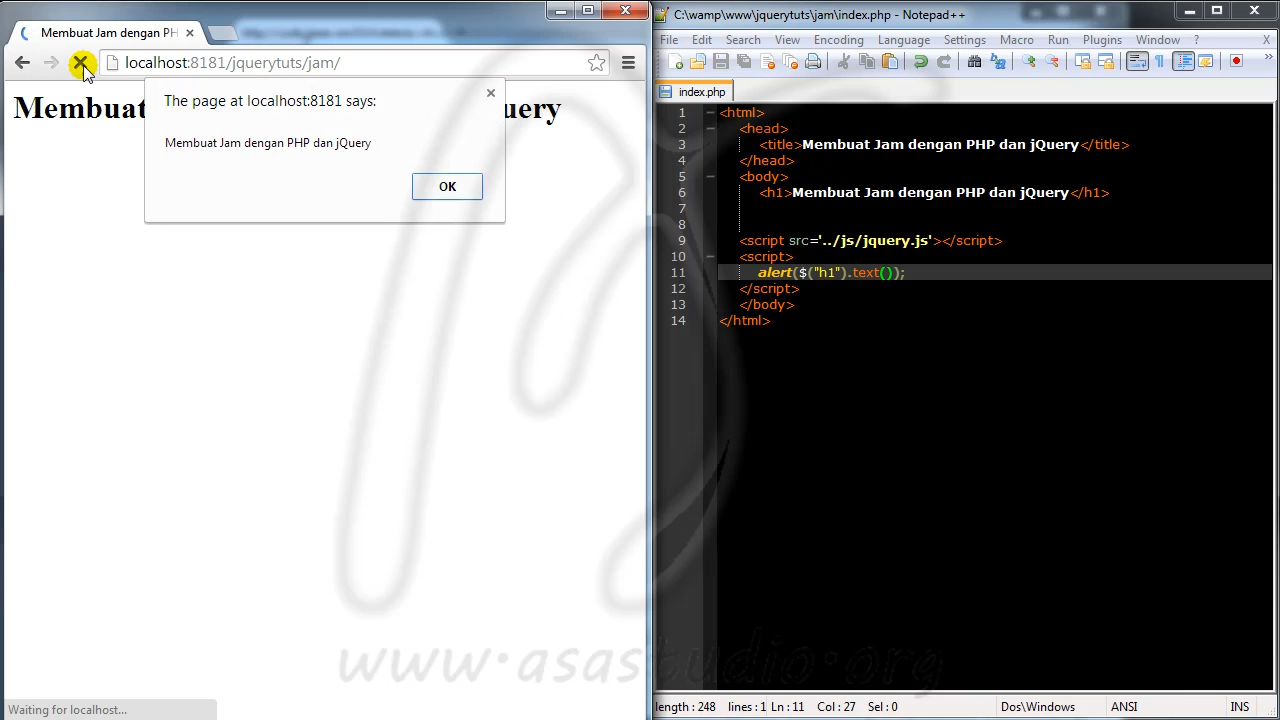 Membuat Jam dengan PH
localhost:8181/jquerytuts/jam/
Membuat
uery
The page at localhost:8181 says:
Membuat Jam dengan PHP dan jQuery
OK
Waiting for localhost...
C:\wamp\www\jquerytuts\jam\index.php - Notepad++
File Edit Search View Encoding Language Settings Macro Run Plugins Window ? X
index.php
1 <html>
2 <head>
3 <title>Membuat Jam dengan PHP dan jQuery</title>
4 </head>
5 <body>
6 <h1>Membuat Jam dengan PHP dan jQuery</h1>
7
8
9 <script src='../js/jquery.js'></script>
10 <script>
11 alert($("h1").text());
12 </script>
13 </body>
14 </html>
length : 248 lines : 1 Ln : 11 Col : 27 Sel : 0 Dos\Windows ANSI INS
www.asastudio.org